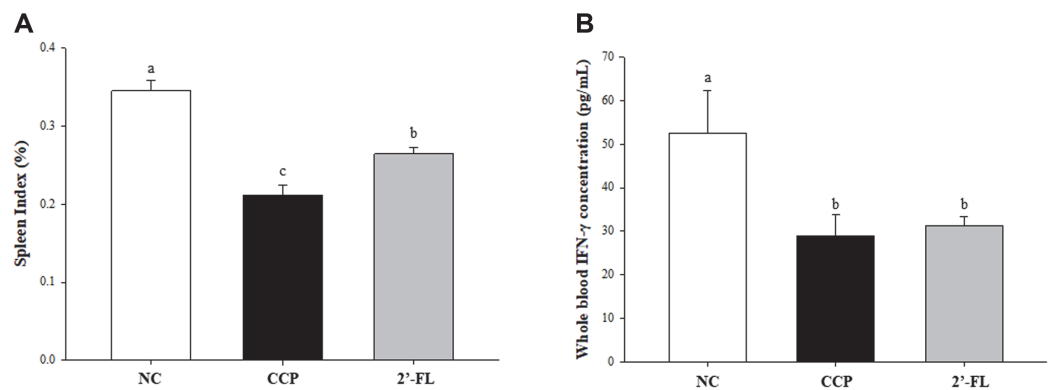 A
Spleen Index (%)
0.4
0.3
0.2
0.1
0.0
a
c
b
NC CCP 2'-FL
B
Whole blood IFN-γ concentration (pg/mL)
70
60
50
40
30
20
10
0
a
b b
NC CCP 2'-FL